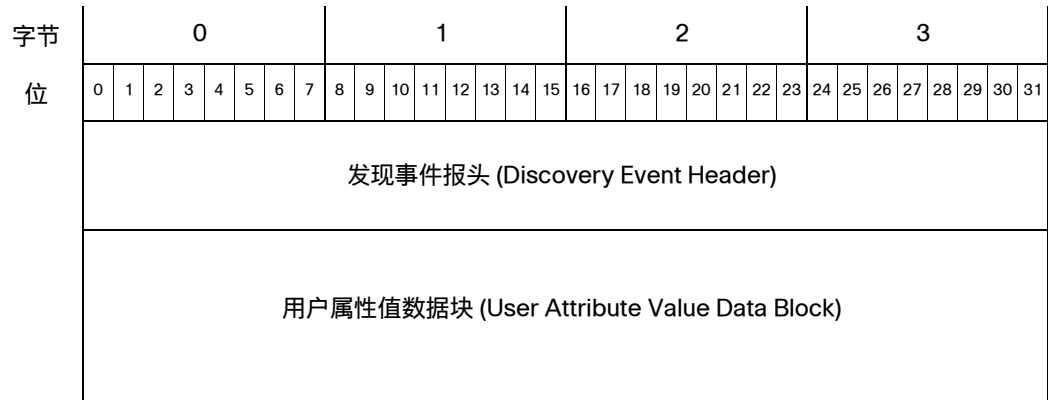 字节 0 1 2 3
位 0 1 2 3 4 5 6 7 8 9 10 11 12 13 14 15 16 17 18 19 20 21 22 23 24 25 26 27 28 29 30 31
发现事件报头 (Discovery Event Header)
用户属性值数据块 (User Attribute Value Data Block)